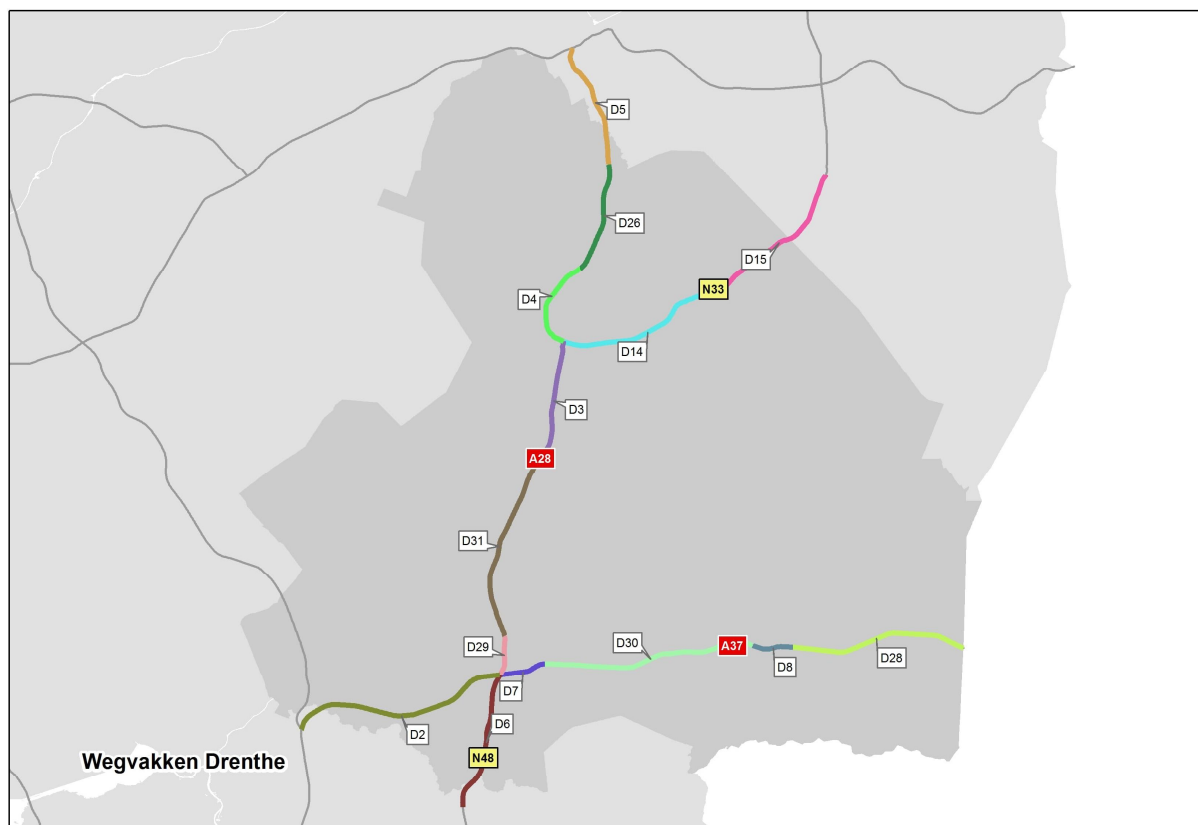 D5
D26
D15
N33
D4
D14
D3
A28
D31
D29
D30
A37
D8
D28
D7
D6
D2
N48
Wegvakken Drenthe